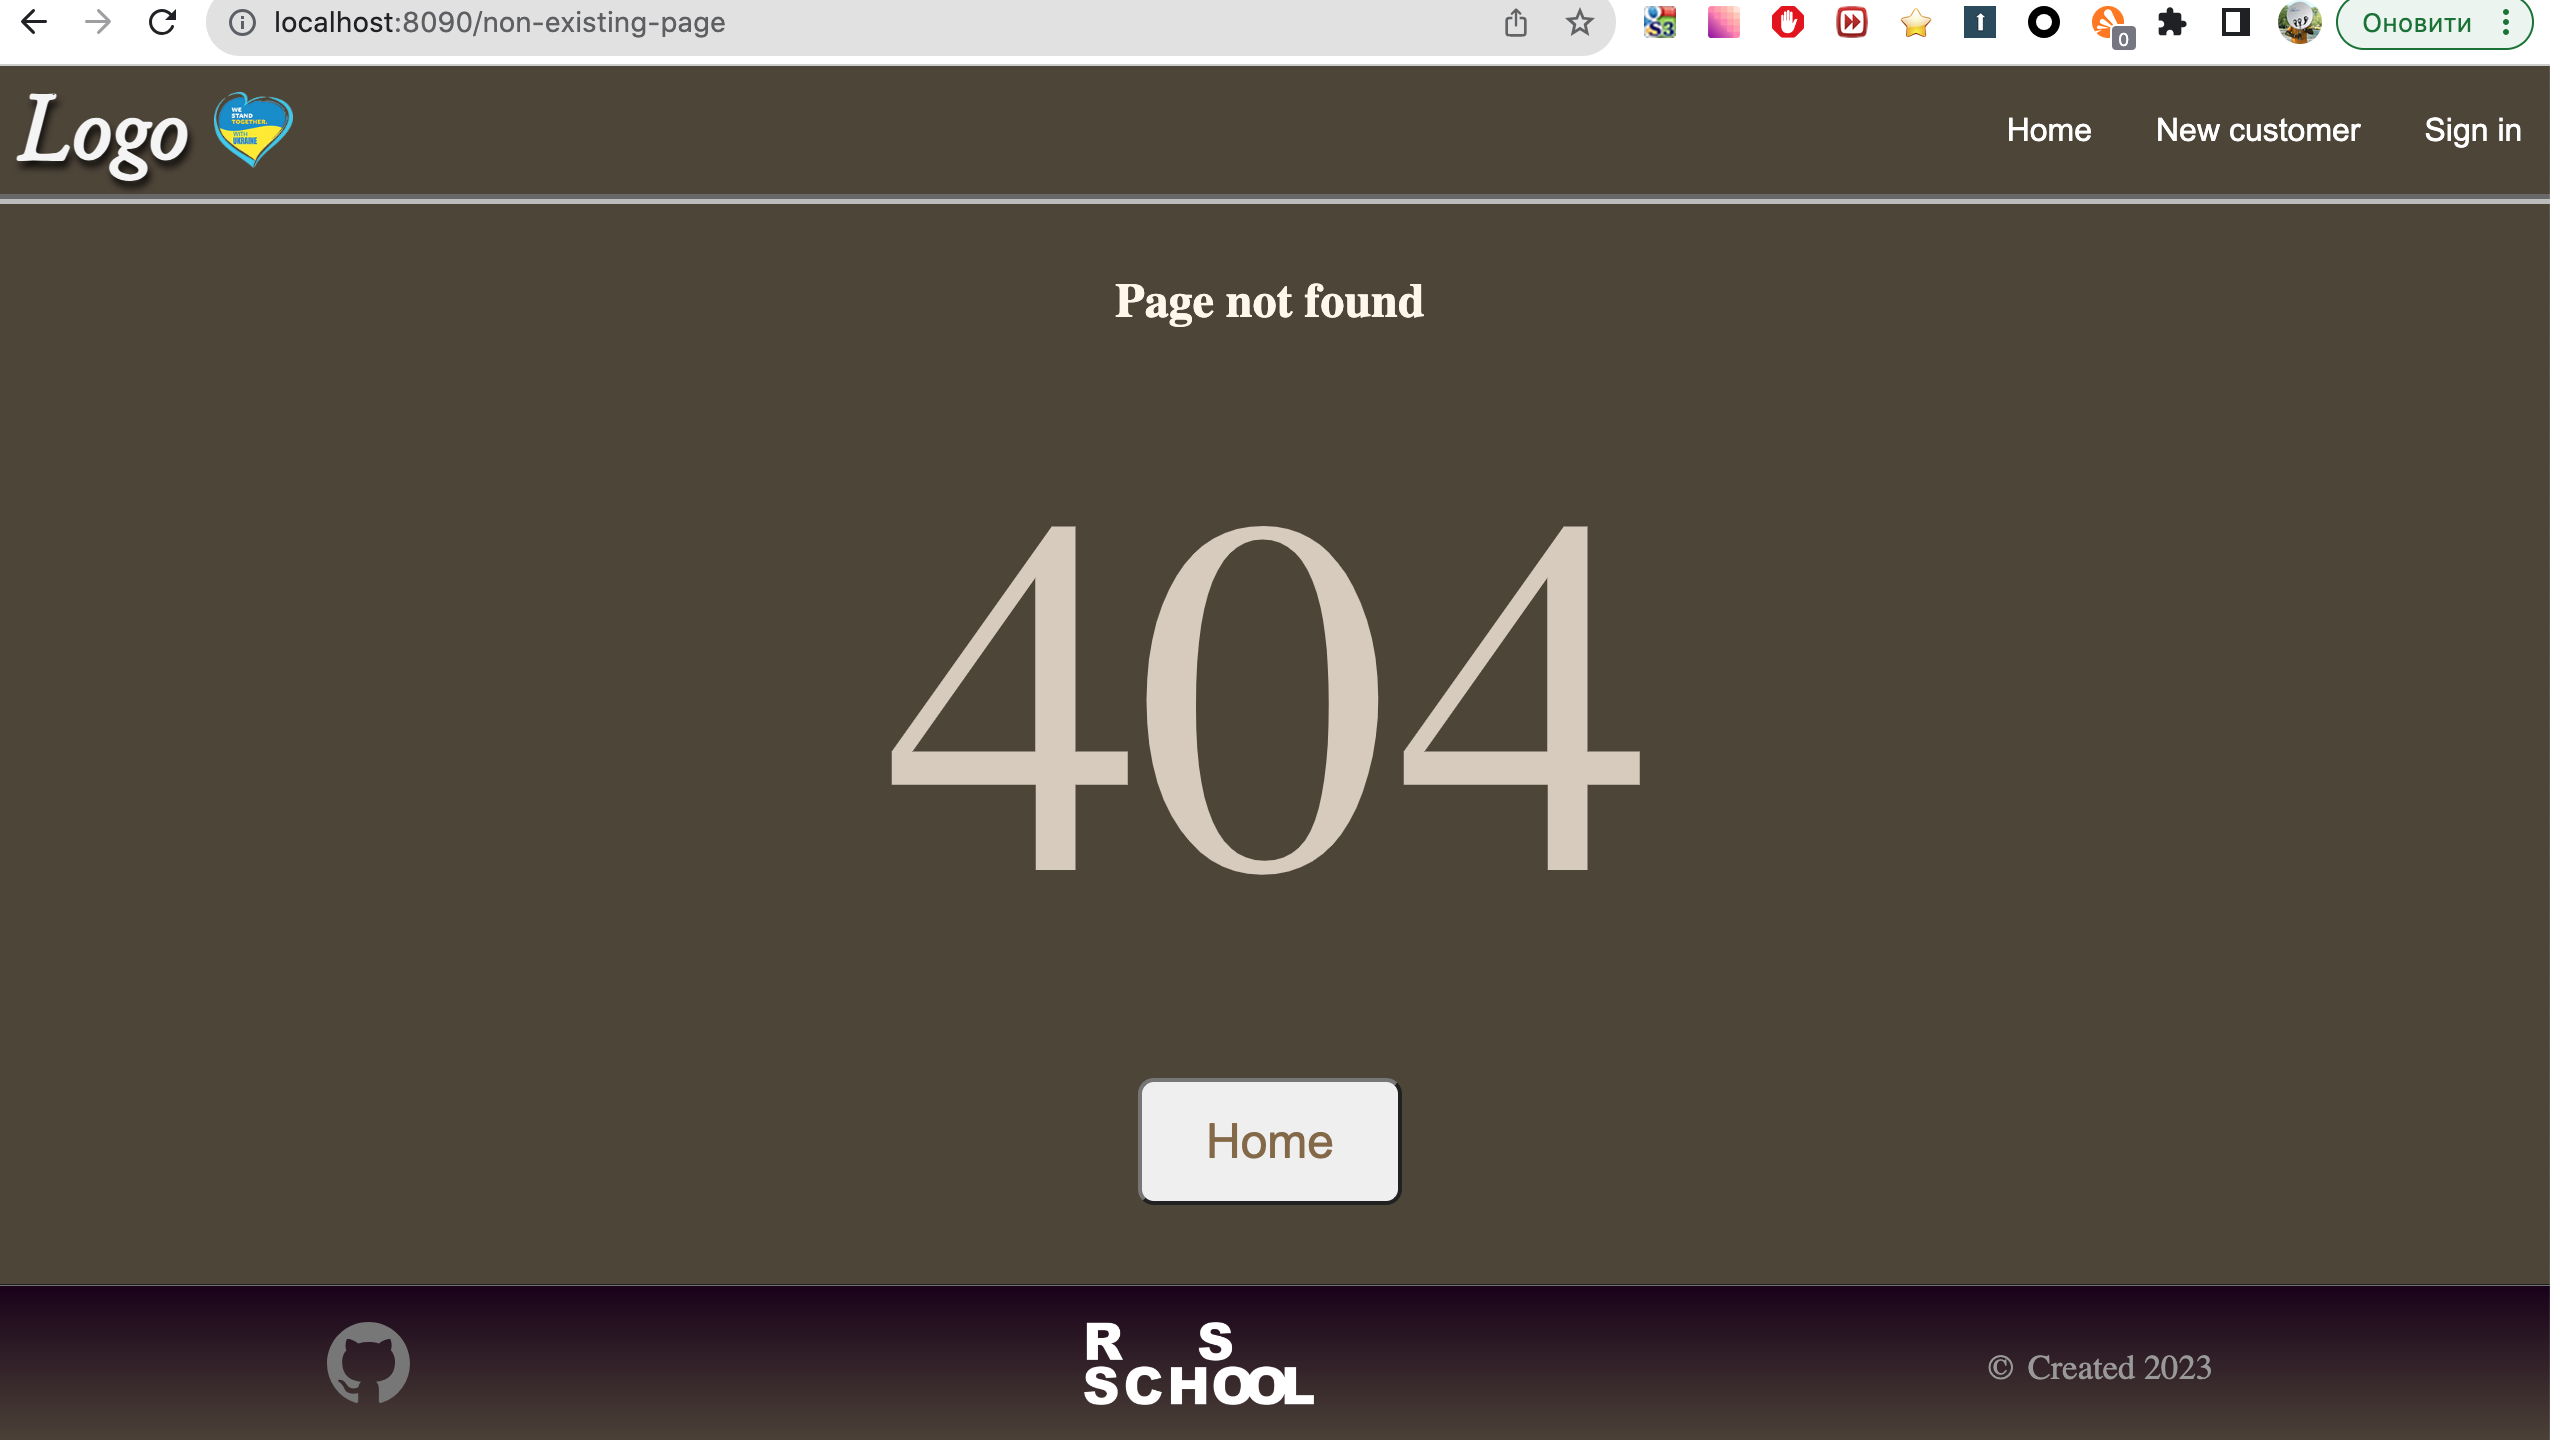 localhost:8090/non-existing-page
S3
0
Оновити
Logo
WE
STAND
TOGETHER.
WITH
UKRAINE
Home
New customer
Sign in
Page not found
404
Home
R S
SCHOOL
© Created 2023